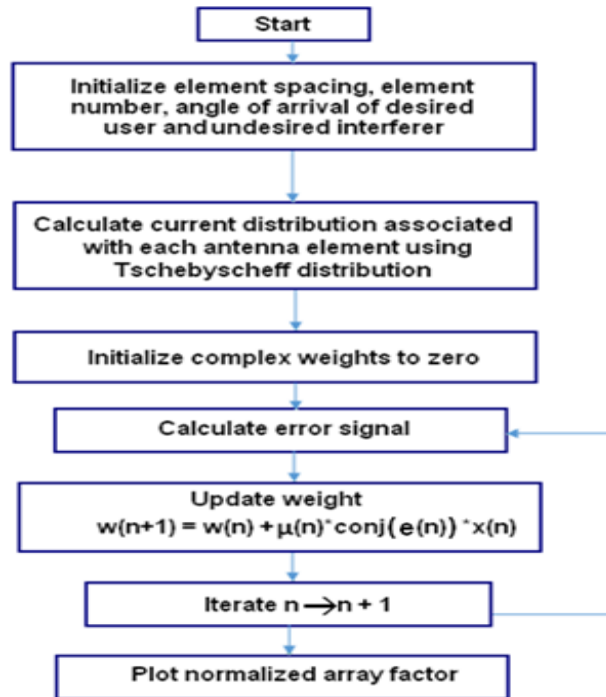 Start
Initialize element spacing, element
number, angle of arrival of desired
user and undesired interferer
Calculate current distribution associated
with each antenna element using
Tschebyscheff distribution
Initialize complex weights to zero
Calculate error signal
Update weight
w(n+1) = w(n) + μ(n)*conj{e(n)} *x(n)
Iterate n → n + 1
Plot normalized array factor